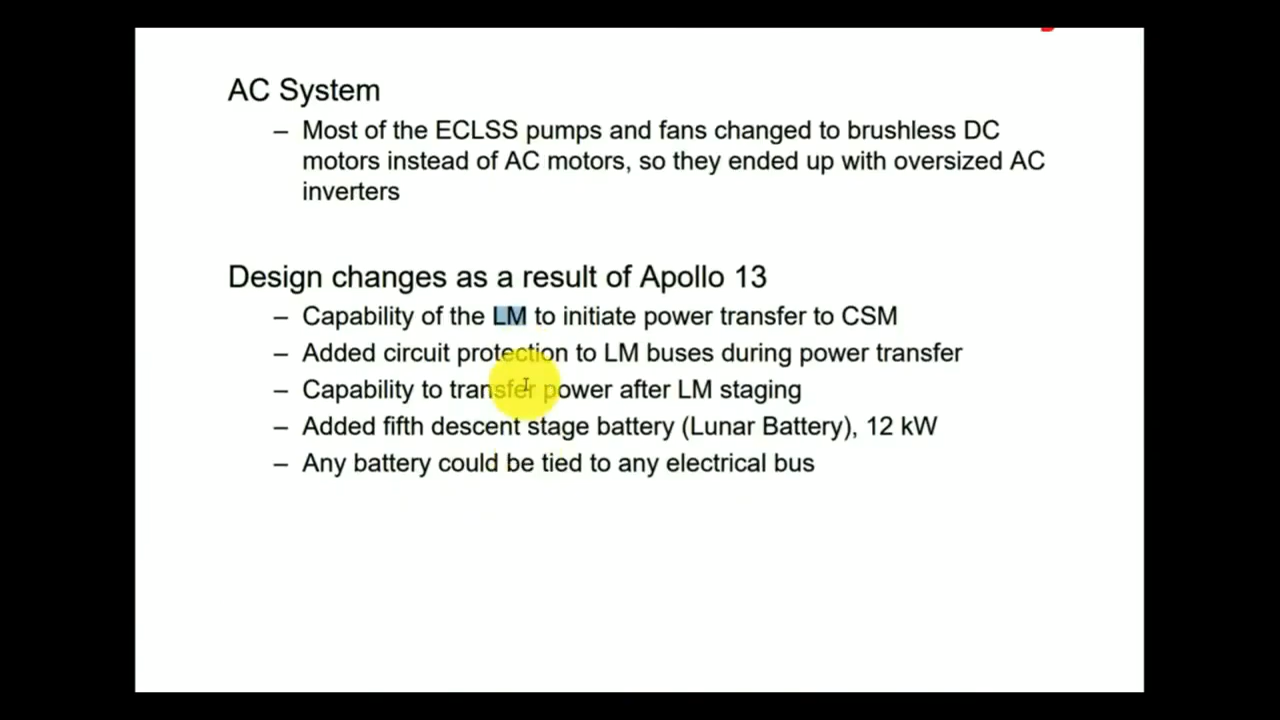 AC System
– Most of the ECLSS pumps and fans changed to brushless DC
motors instead of AC motors, so they ended up with oversized AC
inverters
Design changes as a result of Apollo 13
– Capability of the LM to initiate power transfer to CSM
– Added circuit protection to LM buses during power transfer
– Capability to transfer power after LM staging
– Added fifth descent stage battery (Lunar Battery), 12 kW
– Any battery could be tied to any electrical bus